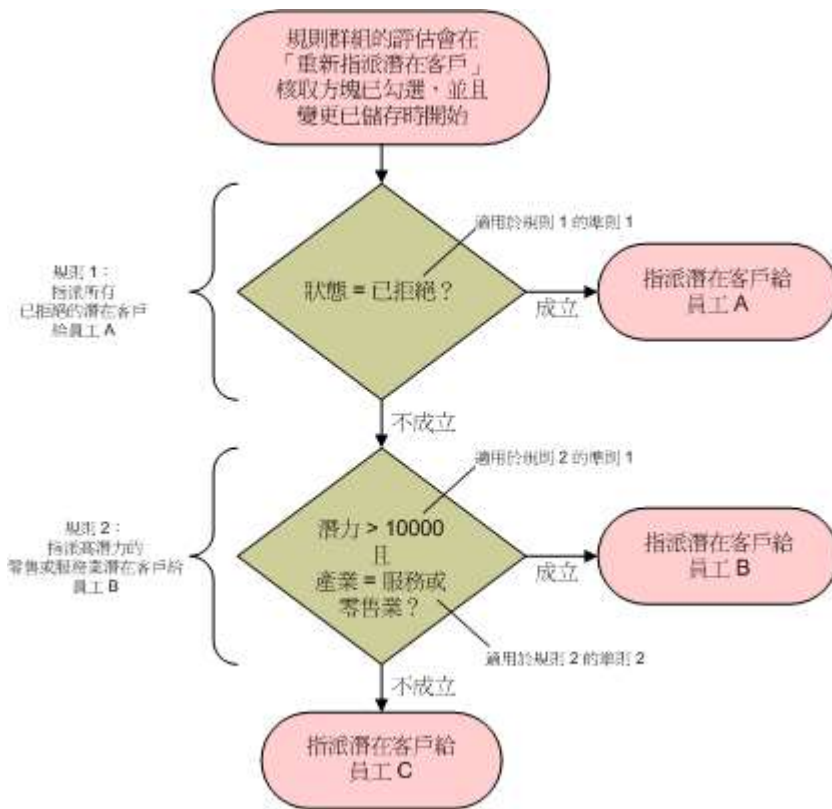 規則群組的評估會在
「重新指派潛在客戶」
核取方塊已勾選，並且
變更已儲存時開始
適用於規則 1 的準則 1
規則 1：
指派所有
已拒絕的潛在客戶
給員工 A
狀態 = 已拒絕？
成立
指派潛在客戶給
員工 A
不成立
適用於規則 2 的準則 1
規則 2：
指派高潛力的
零售或服務業潛在客戶給
員工 B
潛力 > 10000
且
產業 = 服務或
零售業？
成立
指派潛在客戶給
員工 B
適用於規則 2 的準則 2
不成立
指派潛在客戶給
員工 C